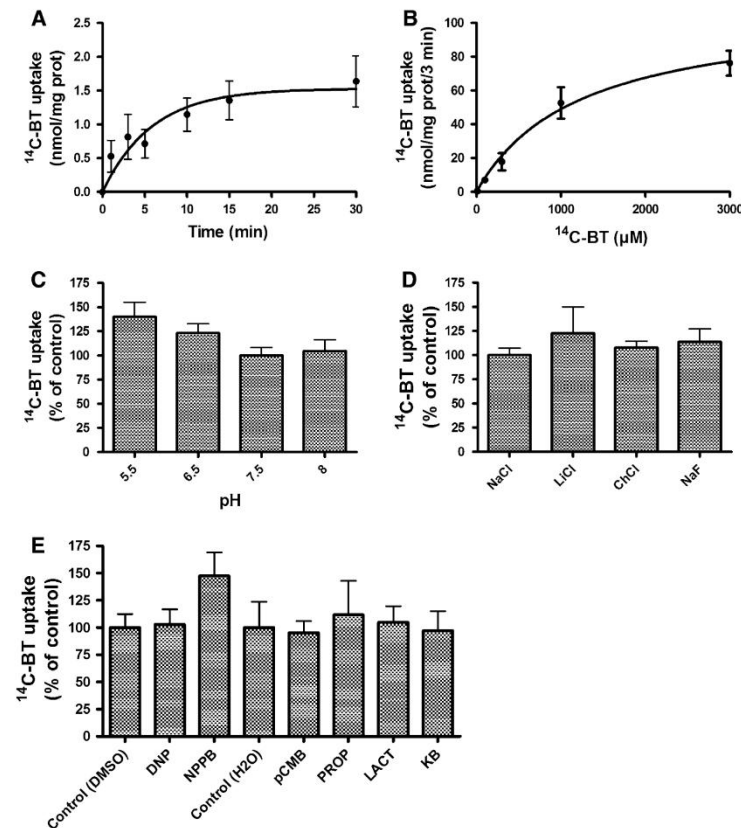 A
¹⁴C-BT uptake
(nmol/mg prot)
2.5
2.0
1.5
1.0
0.5
0.0
0 5 10 15 20 25 30
Time (min)
B
¹⁴C-BT uptake
(nmol/mg prot/3 min)
100
80
60
40
20
0
0 1000 2000 3000
¹⁴C-BT (µM)
C
¹⁴C-BT uptake
(% of control)
175
150
125
100
75
50
25
0
5.5 6.5 7.5 8
pH
D
¹⁴C-BT uptake
(% of control)
175
150
125
100
75
50
25
0
NaCl LiCl ChCl NaF
E
¹⁴C-BT uptake
(% of control)
175
150
125
100
75
50
25
0
Control (DMSO) DNP NPPB Control (H2O) pCMB PROP LACT KB